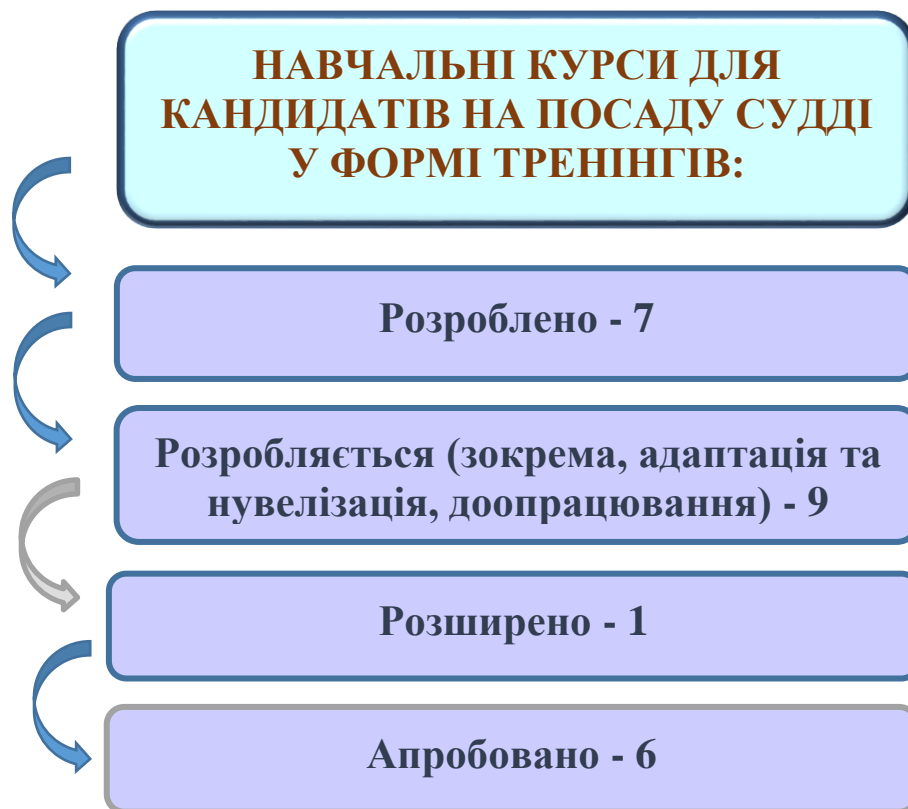 НАВЧАЛЬНІ КУРСИ ДЛЯ
КАНДИДАТІВ НА ПОСАДУ СУДДІ
У ФОРМІ ТРЕНІНГІВ:
Розроблено - 7
Розробляється (зокрема, адаптація та
нувелізація, доопрацювання) - 9
Розширено - 1
Апробовано - 6